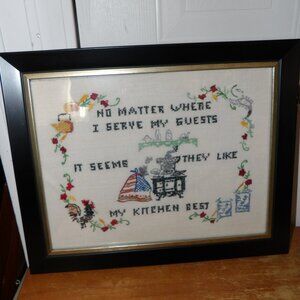 NO MATTER WHERE
I SERVE MY GUESTS
IT SEEMS THEY LIKE
MY KITCHEN BEST